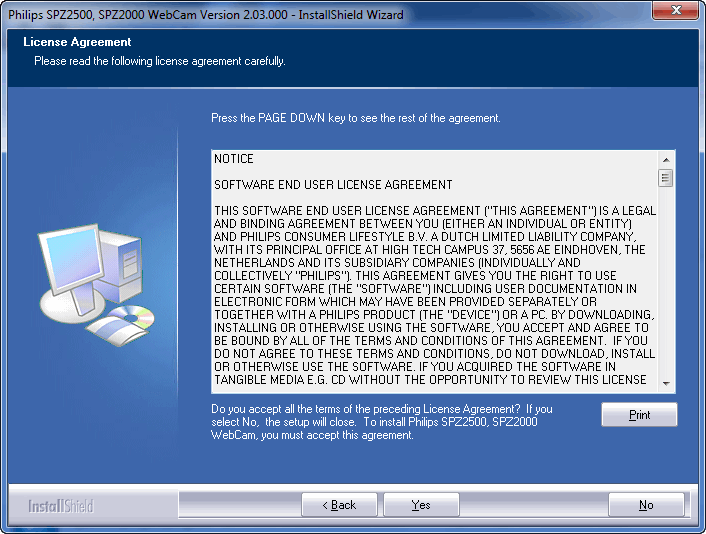 Philips SPZ2500, SPZ2000 WebCam Version 2.03.000 - InstallShield Wizard
License Agreement
Please read the following license agreement carefully.
Press the PAGE DOWN key to see the rest of the agreement.
NOTICE
SOFTWARE END USER LICENSE AGREEMENT
THIS SOFTWARE END USER LICENSE AGREEMENT ("THIS AGREEMENT") IS A LEGAL
AND BINDING AGREEMENT BETWEEN YOU (EITHER AN INDIVIDUAL OR ENTITY)
AND PHILIPS CONSUMER LIFESTYLE B.V. A DUTCH LIMITED LIABILITY COMPANY,
WITH ITS PRINCIPAL OFFICE AT HIGH TECH CAMPUS 37, 5656 AE EINDHOVEN, THE
NETHERLANDS AND ITS SUBSIDIARY COMPANIES (INDIVIDUALLY AND
COLLECTIVELY "PHILIPS"). THIS AGREEMENT GIVES YOU THE RIGHT TO USE
CERTAIN SOFTWARE (THE "SOFTWARE") INCLUDING USER DOCUMENTATION IN
ELECTRONIC FORM WHICH MAY HAVE BEEN PROVIDED SEPARATELY OR
TOGETHER WITH A PHILIPS PRODUCT (THE "DEVICE") OR A PC. BY DOWNLOADING,
INSTALLING OR OTHERWISE USING THE SOFTWARE, YOU ACCEPT AND AGREE TO
BE BOUND BY ALL OF THE TERMS AND CONDITIONS OF THIS AGREEMENT.  IF YOU
DO NOT AGREE TO THESE TERMS AND CONDITIONS, DO NOT DOWNLOAD, INSTALL
OR OTHERWISE USE THE SOFTWARE. IF YOU ACQUIRED THE SOFTWARE IN
TANGIBLE MEDIA E.G. CD WITHOUT THE OPPORTUNITY TO REVIEW THIS LICENSE
Do you accept all the terms of the preceding License Agreement?  If you
select No,  the setup will close.  To install Philips SPZ2500, SPZ2000
WebCam, you must accept this agreement.
Print
InstallShield
< Back
Yes
No